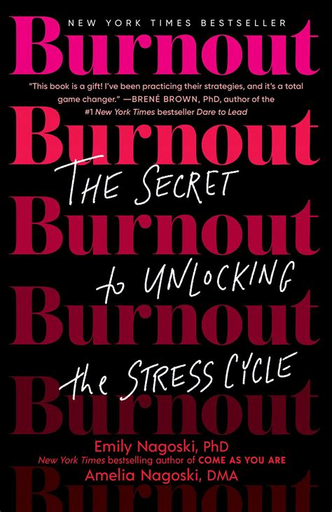 NEW YORK TIMES BESTSELLER
Burnout
"This book is a gift! I've been practicing their strategies, and it's a total
game changer." —BRENÉ BROWN, PhD, author of the
#1 New York Times bestseller Dare to Lead
Burnout
THE SECRET
Burnout
to UNLOCKING
Burnout
the STRESS CYCLE
Burnout
Emily Nagoski, PhD
New York Times bestselling author of COME AS YOU ARE
Amelia Nagoski, DMA
Burnout